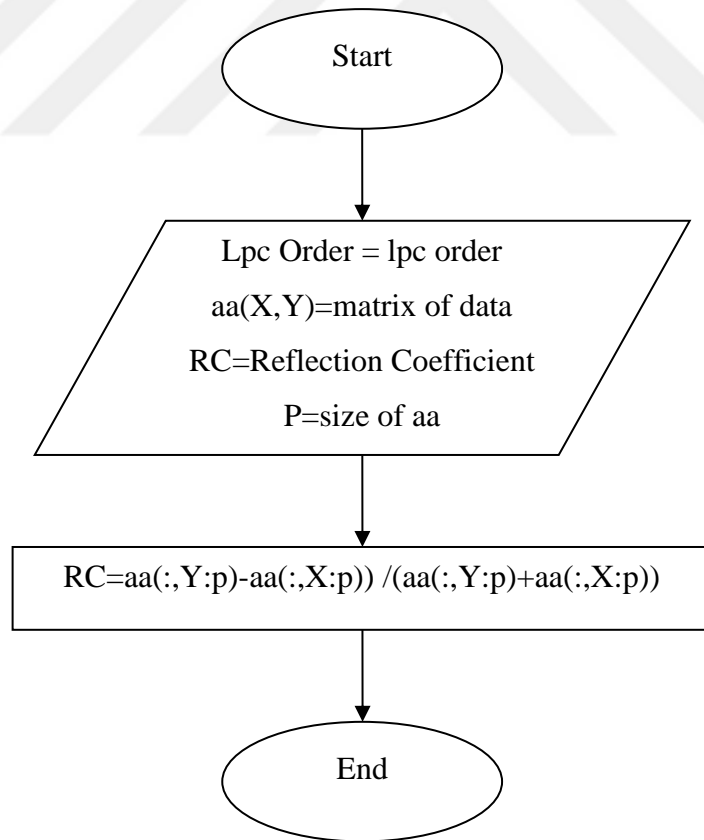 Start
Lpc Order = lpc order
aa(X,Y)=matrix of data
RC=Reflection Coefficient
P=size of aa
RC=aa(:,Y:p)-aa(:,X:p)) /(aa(:,Y:p)+aa(:,X:p))
End